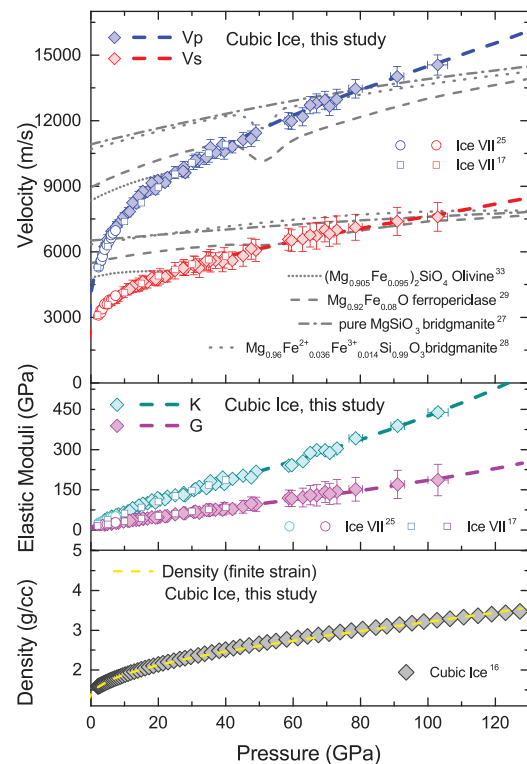 15000
12000
9000
6000
3000
0
Velocity (m/s)
Vp Cubic Ice, this study
Vs
Ice VII25
Ice VII17
(Mg0.905Fe0.095)2SiO4 Olivine33
Mg0.92Fe0.08O ferropericlase29
pure MgSiO3 bridgmanite27
Mg0.96Fe2+0.036Fe3+0.014Si0.99O3bridgmanite28
450
300
150
0
Elastic Moduli (GPa)
K Cubic Ice, this study
G
Ice VII25 Ice VII17
5
4
3
2
Density (g/cc)
Density (finite strain)
Cubic Ice, this study
Cubic Ice16
0 20 40 60 80 100 120
Pressure (GPa)